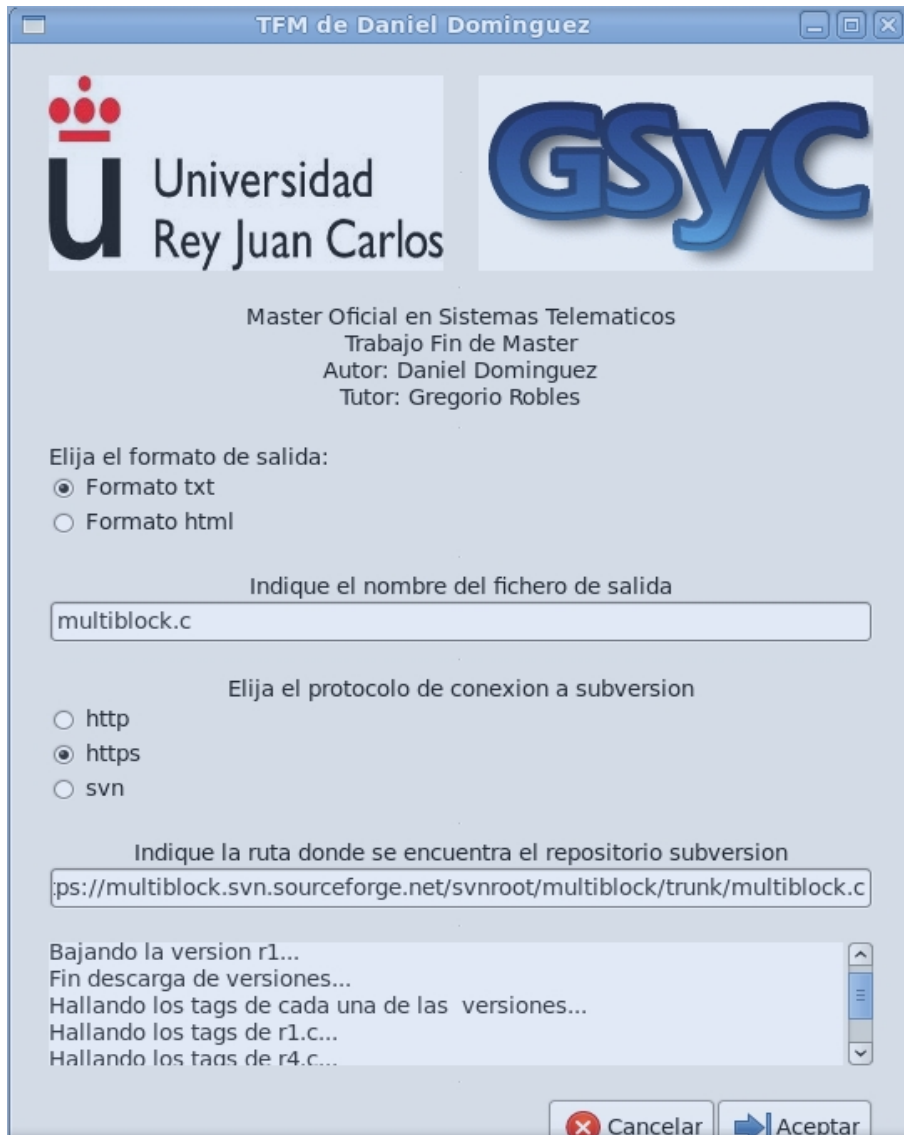 TFM de Daniel Dominguez
Universidad
Rey Juan Carlos
GSyC
Master Oficial en Sistemas Telematicos
Trabajo Fin de Master
Autor: Daniel Dominguez
Tutor: Gregorio Robles
Elija el formato de salida:
Formato txt
Formato html
Indique el nombre del fichero de salida
multiblock.c
Elija el protocolo de conexion a subversion
http
https
svn
Indique la ruta donde se encuentra el repositorio subversion
tps://multiblock.svn.sourceforge.net/svnroot/multiblock/trunk/multiblock.c
Bajando la version r1...
Fin descarga de versiones...
Hallando los tags de cada una de las  versiones...
Hallando los tags de r1.c...
Hallando los tags de r4.c...
Cancelar
Aceptar